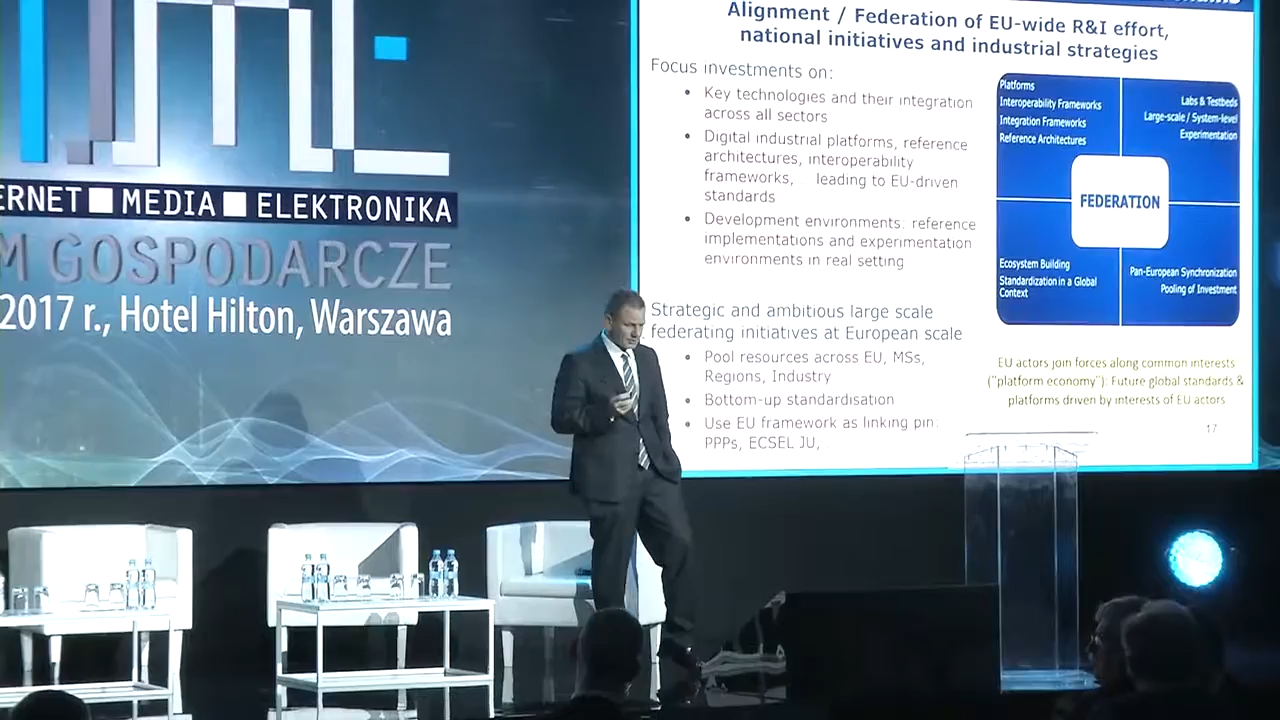 ERNET MEDIA ELEKTRONIKA
M GOSPODARCZE
2017 r., Hotel Hilton, Warszawa
Alignment / Federation of EU-wide R&I effort,
national initiatives and industrial strategies
Focus investments on:
• Key technologies and their integration
across all sectors
• Digital industrial platforms, reference
architectures, interoperability
frameworks, leading to EU-driven
standards
• Development environments: reference
implementations and experimentation
environments in real setting
Strategic and ambitious large scale
federating initiatives at European scale
• Pool resources across EU, MSs,
Regions, Industry
• Bottom-up standardisation
• Use EU framework as linking pin:
PPPs, ECSEL JU,
Platforms
Interoperability Frameworks
Integration Frameworks
Reference Architectures
Labs & Testbeds
Large-scale / System-level
Experimentation
FEDERATION
Ecosystem Building
Standardization in a Global
Context
Pan-European Synchronization
Pooling of Investment
EU actors join forces along common interests
("platform economy"): Future global standards &
platforms driven by interests of EU actors
17